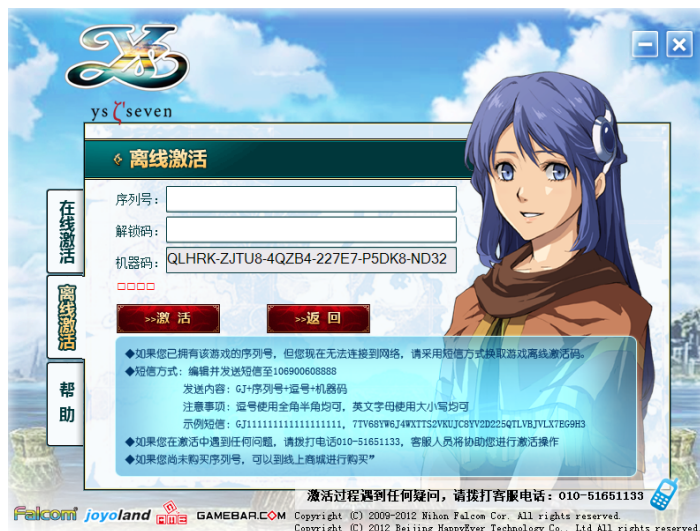 Ys
ys ζ'seven
离线激活
在线激活
离线激活
帮助
序列号：
解锁码：
机器码：QLHRK-ZJTU8-4QZB4-227E7-P5DK8-ND32
□□□□
>>激 活
>>返 回
◆如果您已拥有该游戏的序列号，但您现在无法连接到网络，请采用短信方式换取游戏离线激活码。
◆短信方式：编辑并发送短信至106900608888
发送内容：GJ+序列号+逗号+机器码
注意事项：逗号使用全角半角均可，英文字母使用大小写均可
示例短信：GJ1111111111111111，7TV68YW6J4WXTTS2VKUJC8YV2D225QTLVBJVLX7EG9H3
◆如果您在激活中遇到任何问题，请拨打电话010-51651133，客服人员将协助您进行激活操作
◆如果您尚未购买序列号，可以到线上商城进行购买”
激活过程遇到任何疑问，请拨打客服电话：010-51651133
Falcom joyoland GAMEBAR.COM
Copyright (C) 2009-2012 Nihon Falcom Cor. All rights reserved.
Copyright (C) 2012 Beijing HappyEver Technology Co., Ltd All rights reserved